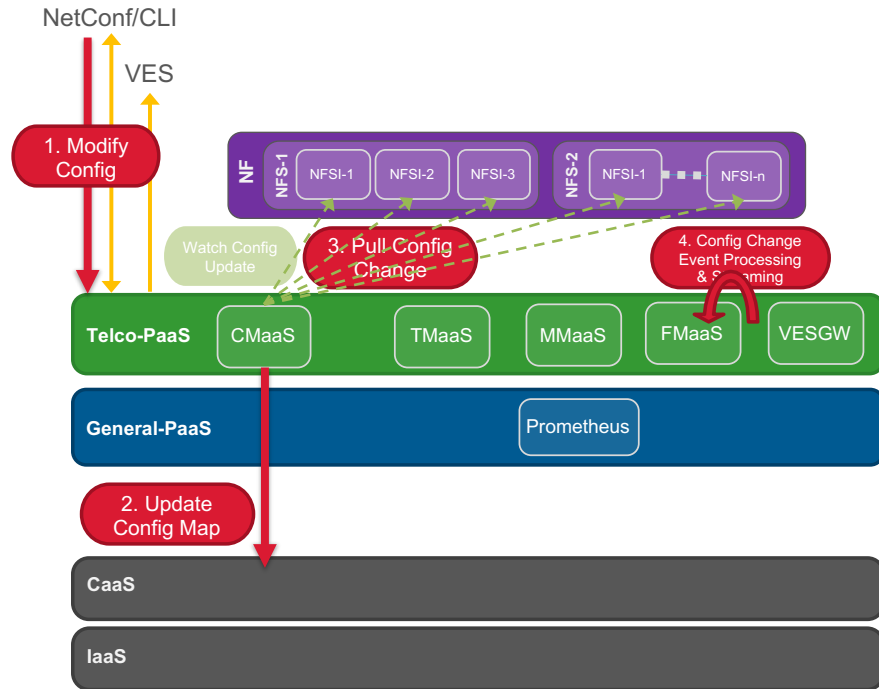 NetConf/CLI
VES
1. Modify
Config
NF
NFS-1
NFSI-1
NFSI-2
NFSI-3
NFS-2
NFSI-1
NFSI-n
Watch Config
Update
3. Pull Config
Change
4. Config Change
Event Processing
& Streaming
Telco-PaaS
CMaaS
TMaaS
MMaaS
FMaaS
VESGW
General-PaaS
Prometheus
2. Update
Config Map
CaaS
IaaS